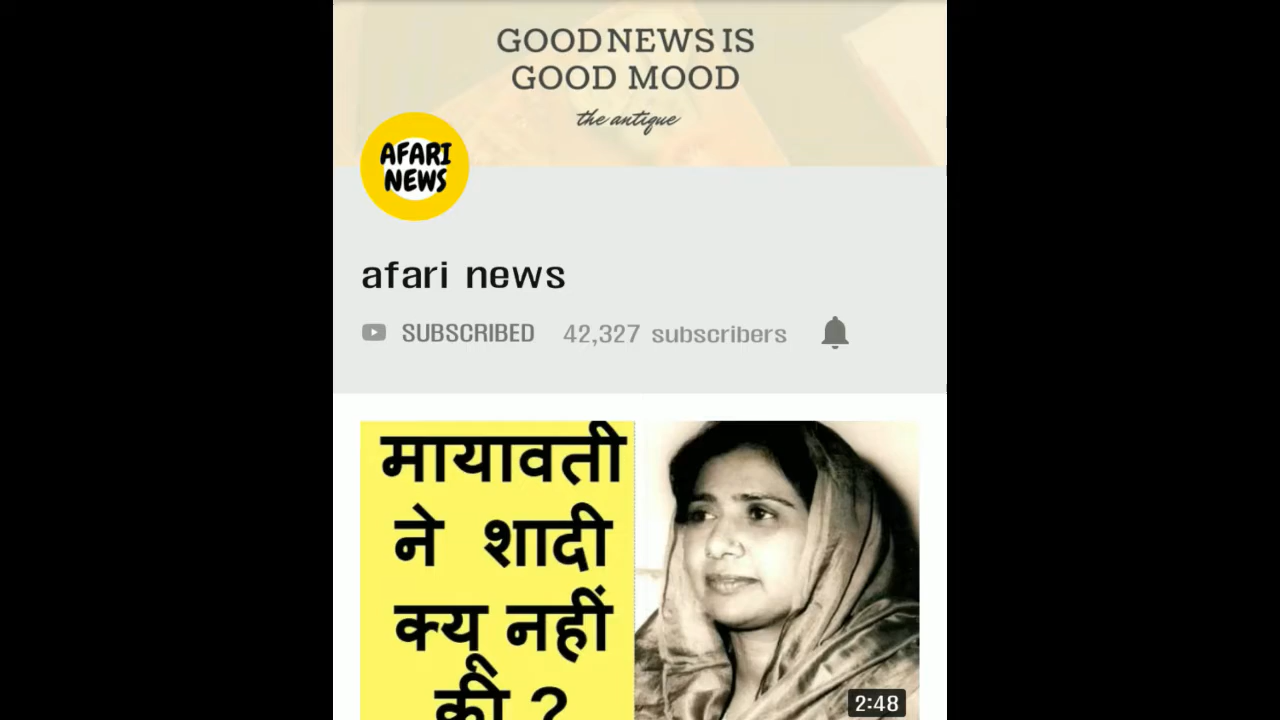 GOOD NEWS IS
GOOD MOOD
the antique
AFARI
NEWS
afari news
SUBSCRIBED 42,327 subscribers
मायावती
ने शादी
क्यू नहीं
की ?
2:48